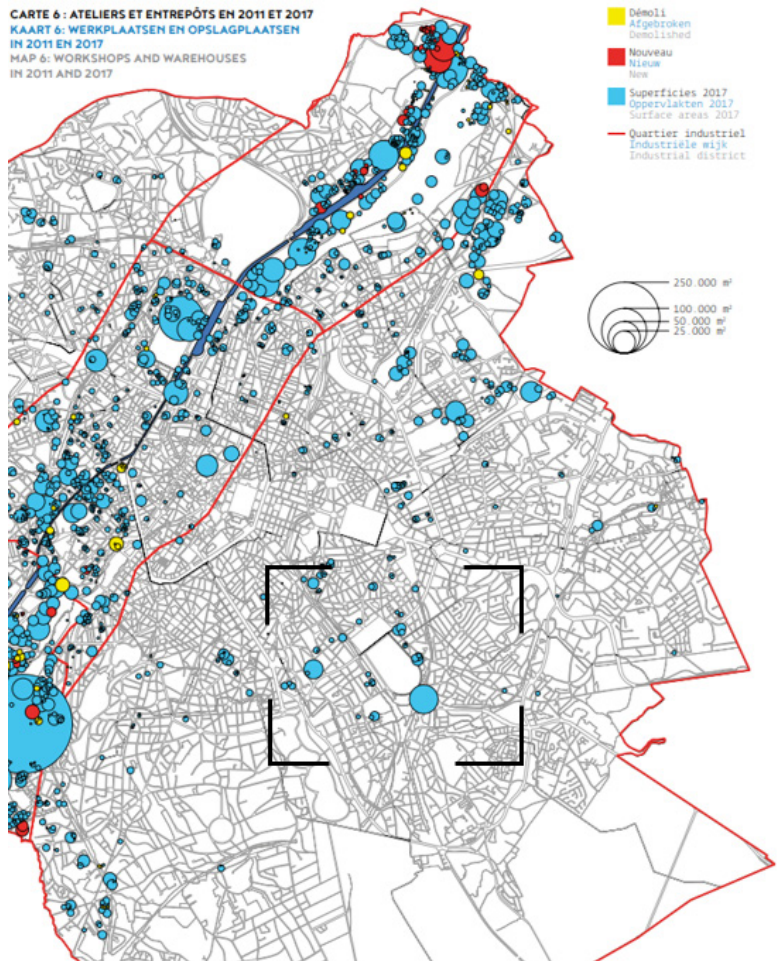 CARTE 6 : ATELIERS ET ENTREPÔTS EN 2011 ET 2017
KAART 6: WERKPLAATSEN EN OPSLAGPLAATSEN
IN 2011 EN 2017
MAP 6: WORKSHOPS AND WAREHOUSES
IN 2011 AND 2017
Démoli
Afgebroken
Demolished
Nouveau
Nieuw
New
Superficies 2017
Oppervlakten 2017
Surface areas 2017
Quartier industriel
Industriële wijk
Industrial district
250.000 m²
100.000 m²
50.000 m²
25.000 m²